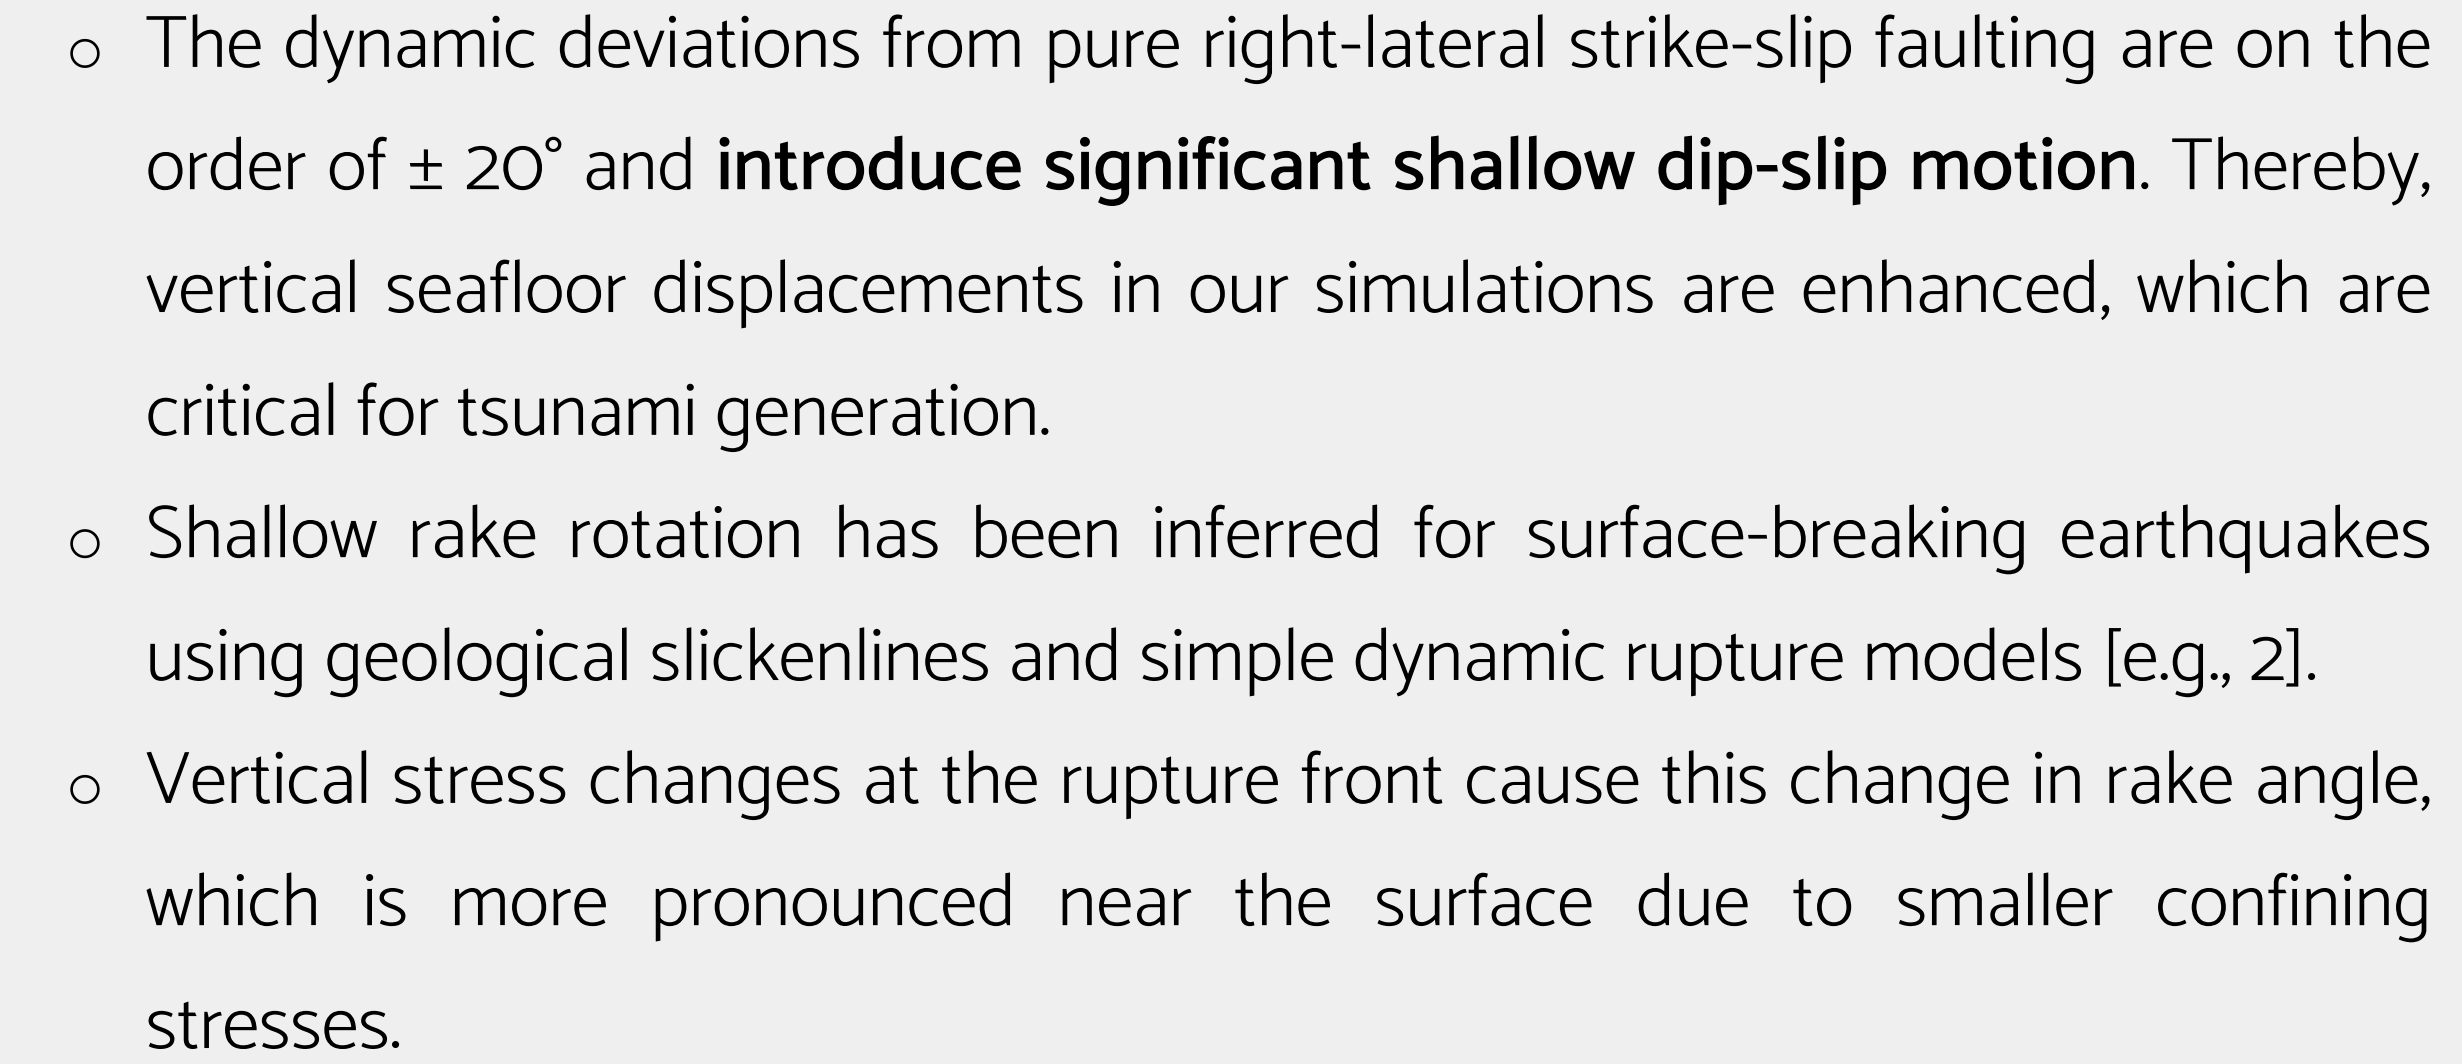 ○ The dynamic deviations from pure right-lateral strike-slip faulting are on the
order of ± 20° and introduce significant shallow dip-slip motion. Thereby,
vertical seafloor displacements in our simulations are enhanced, which are
critical for tsunami generation.
○ Shallow rake rotation has been inferred for surface-breaking earthquakes
using geological slickenlines and simple dynamic rupture models [e.g., 2].
○ Vertical stress changes at the rupture front cause this change in rake angle,
which is more pronounced near the surface due to smaller confining
stresses.